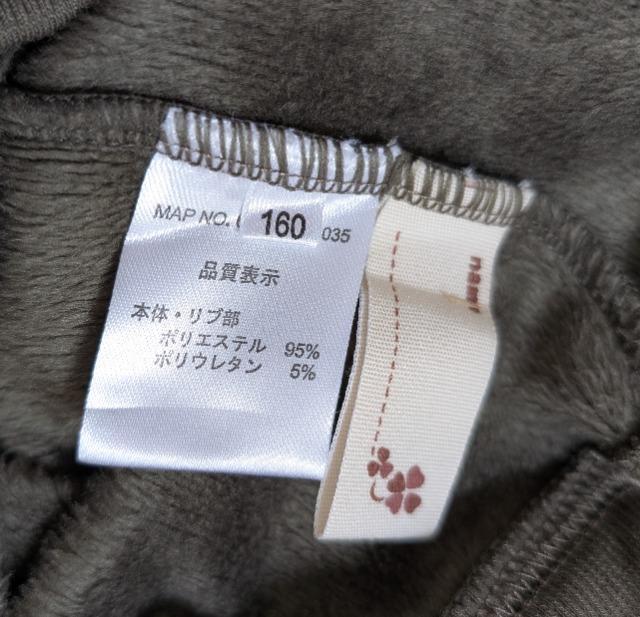 MAP NO. 160 035
品質表示
本体・リブ部
ポリエステル 95%
ポリウレタン 5%
name